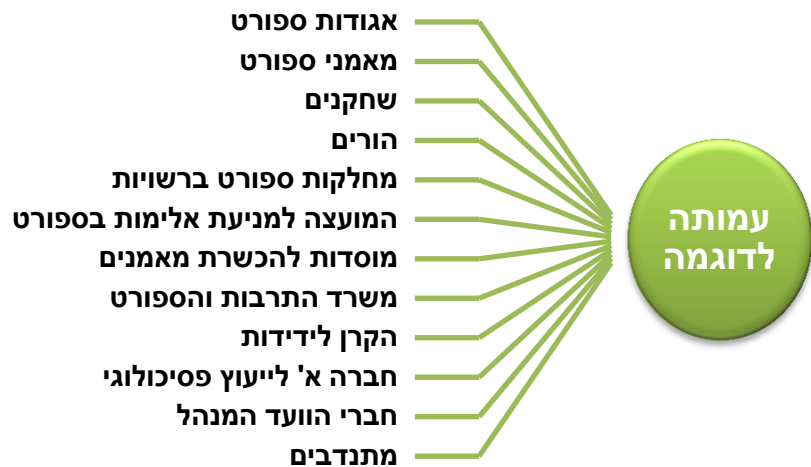 אגודות ספורט
מאמני ספורט
שחקנים
הורים
מחלקות ספורט ברשויות
המועצה למניעת אלימות בספורט
מוסדות להכשרת מאמנים
משרד התרבות והספורט
הקרן לידידות
חברה א' לייעוץ פסיכולוגי
חברי הוועד המנהל
מתנדבים
עמותה
לדוגמה